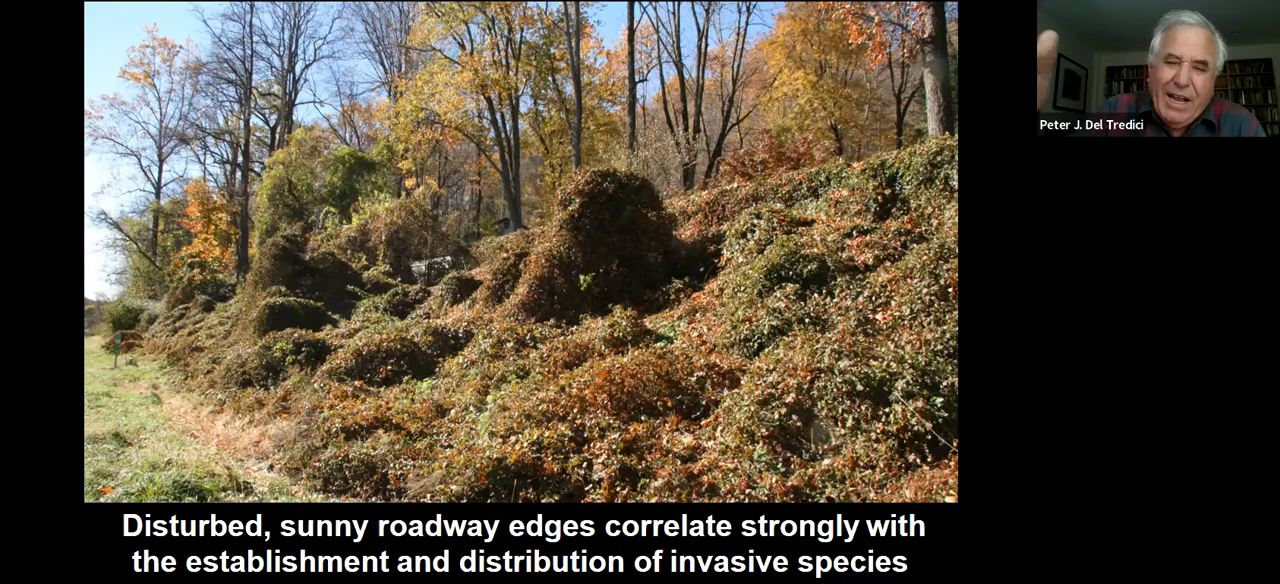 Peter J. Del Tredici
Disturbed, sunny roadway edges correlate strongly with
the establishment and distribution of invasive species